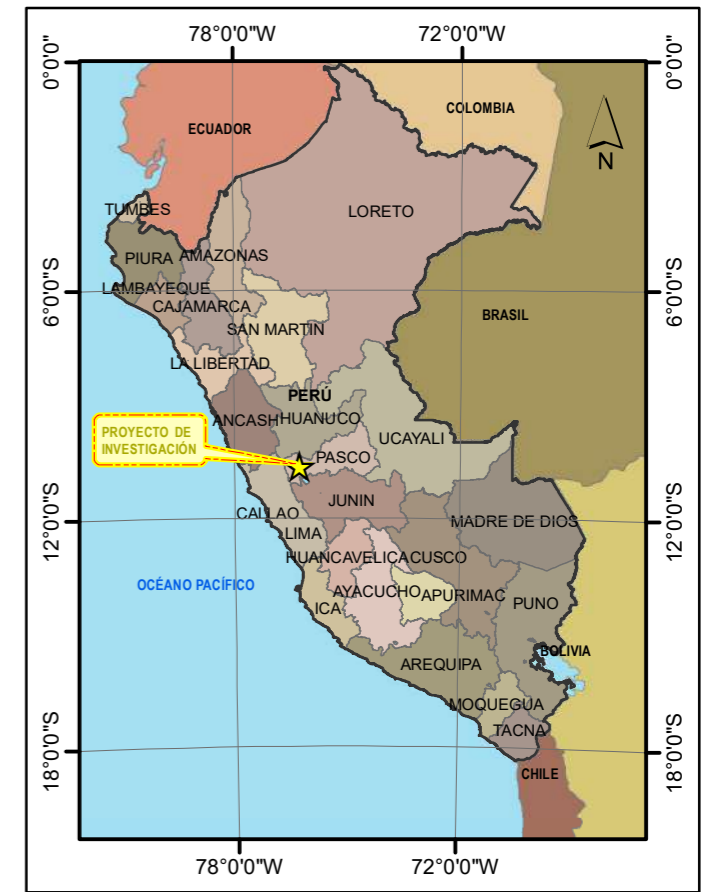 78°0'0"W 72°0'0"W
0°0'0" 0°0'0"
COLOMBIA
ECUADOR
N
TUMBES
LORETO
PIURA AMAZONAS
LAMBAYEQUE
6°0'0"S 6°0'0"S
CAJAMARCA
BRASIL
SAN MARTIN
LA LIBERTAD
PERÚ
ANCASH HUANUCO
PROYECTO DE
INVESTIGACIÓN
UCAYALI
PASCO
JUNIN
CALLAO
12°0'0"S 12°0'0"S
MADRE DE DIOS
LIMA
HUANCAVELICA CUSCO
OCÉANO PACÍFICO
AYACUCHO APURIMAC
PUNO
ICA
BOLIVIA
AREQUIPA
MOQUEGUA
TACNA
18°0'0"S 18°0'0"S
CHILE
78°0'0"W 72°0'0"W